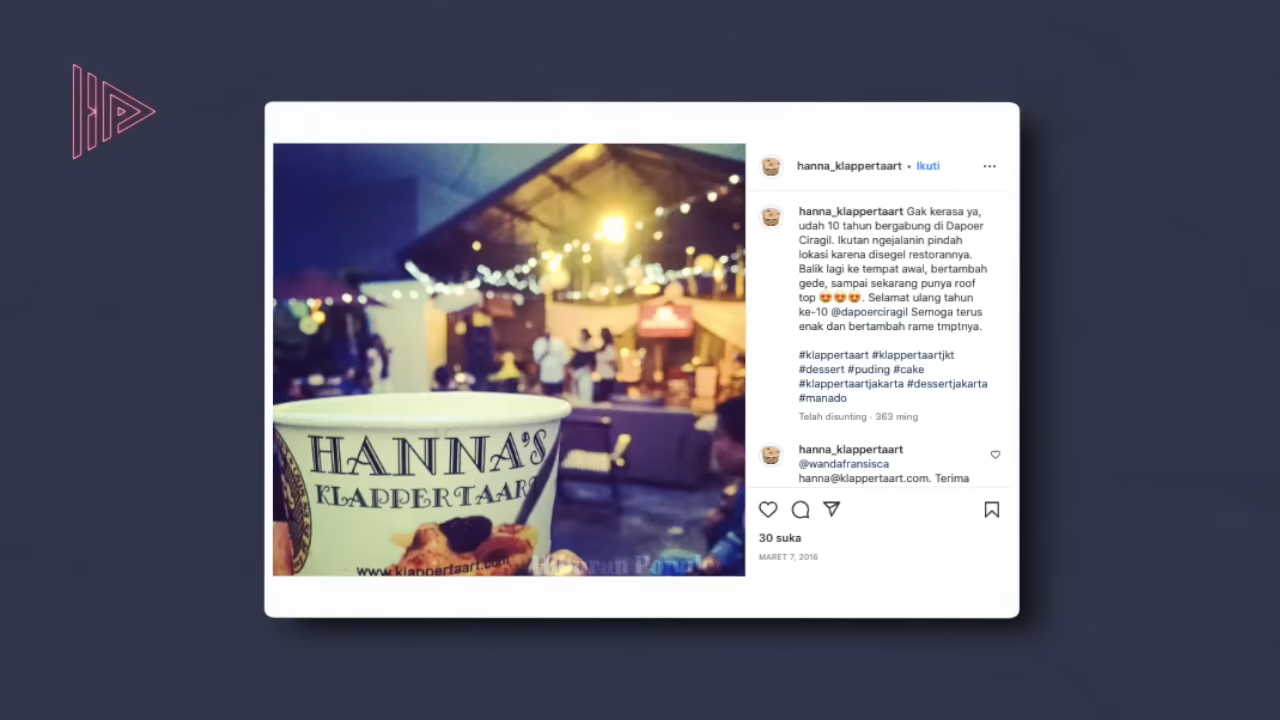 HANNA'S
KLAPPERTAART
www.klappertaart.com
Hiburan Populer
hanna_klappertaart • Ikuti
hanna_klappertaart Gak kerasa ya,
udah 10 tahun bergabung di Dapoer
Ciragil. Ikutan ngejalanin pindah
lokasi karena disegel restorannya.
Balik lagi ke tempat awal, bertambah
gede, sampai sekarang punya roof
top 😍😍😍. Selamat ulang tahun
ke-10 @dapoerciragil Semoga terus
enak dan bertambah rame tmptnya.
#klappertaart #klappertaartjkt
#dessert #puding #cake
#klappertaartjakarta #dessertjakarta
#manado
Telah disunting · 363 ming
hanna_klappertaart
@wandafransisca
hanna@klappertaart.com. Terima
30 suka
MARET 7, 2016